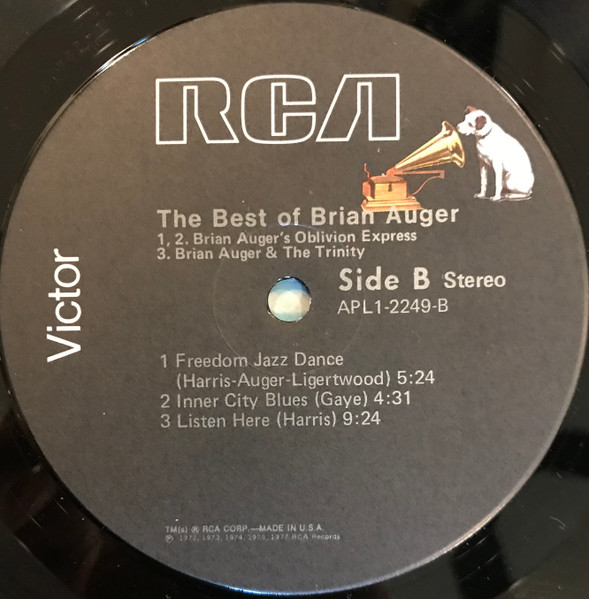 RCA
The Best of Brian Auger
1, 2. Brian Auger's Oblivion Express
3. Brian Auger & The Trinity
Side B Stereo
APL1-2249-B
Victor
1 Freedom Jazz Dance
(Harris-Auger-Ligertwood) 5:24
2 Inner City Blues (Gaye) 4:31
3 Listen Here (Harris) 9:24
TM(s) ® RCA CORP.—MADE IN U.S.A.
℗ 1972, 1973, 1974, 1975, 1977 RCA Records